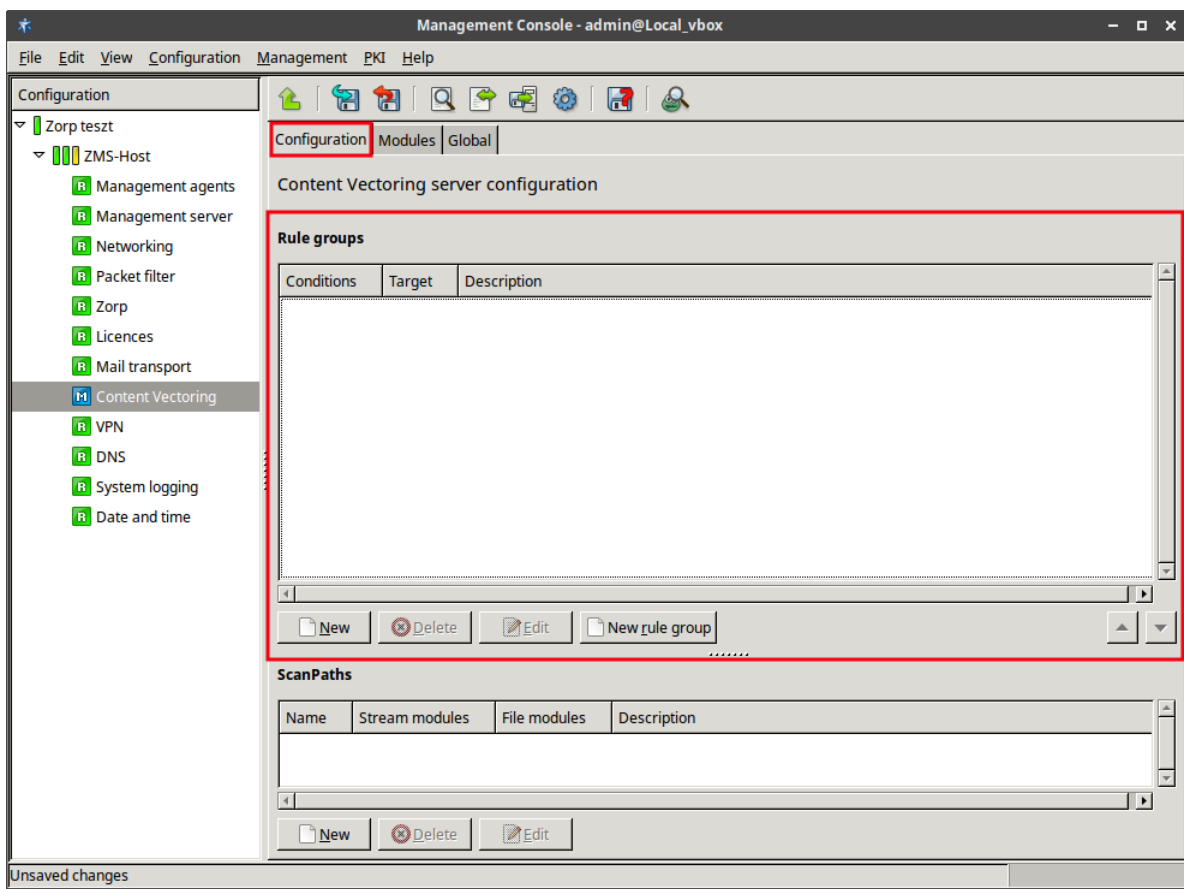 Management Console - admin@Local_vbox
File Edit View Configuration Management PKI Help
Configuration
Zorp teszt
ZMS-Host
R Management agents
R Management server
R Networking
R Packet filter
R Zorp
R Licences
R Mail transport
M Content Vectoring
R VPN
R DNS
R System logging
R Date and time
Configuration Modules Global
Content Vectoring server configuration
Rule groups
Conditions Target Description
New Delete Edit New rule group
ScanPaths
Name Stream modules File modules Description
New Delete Edit
Unsaved changes